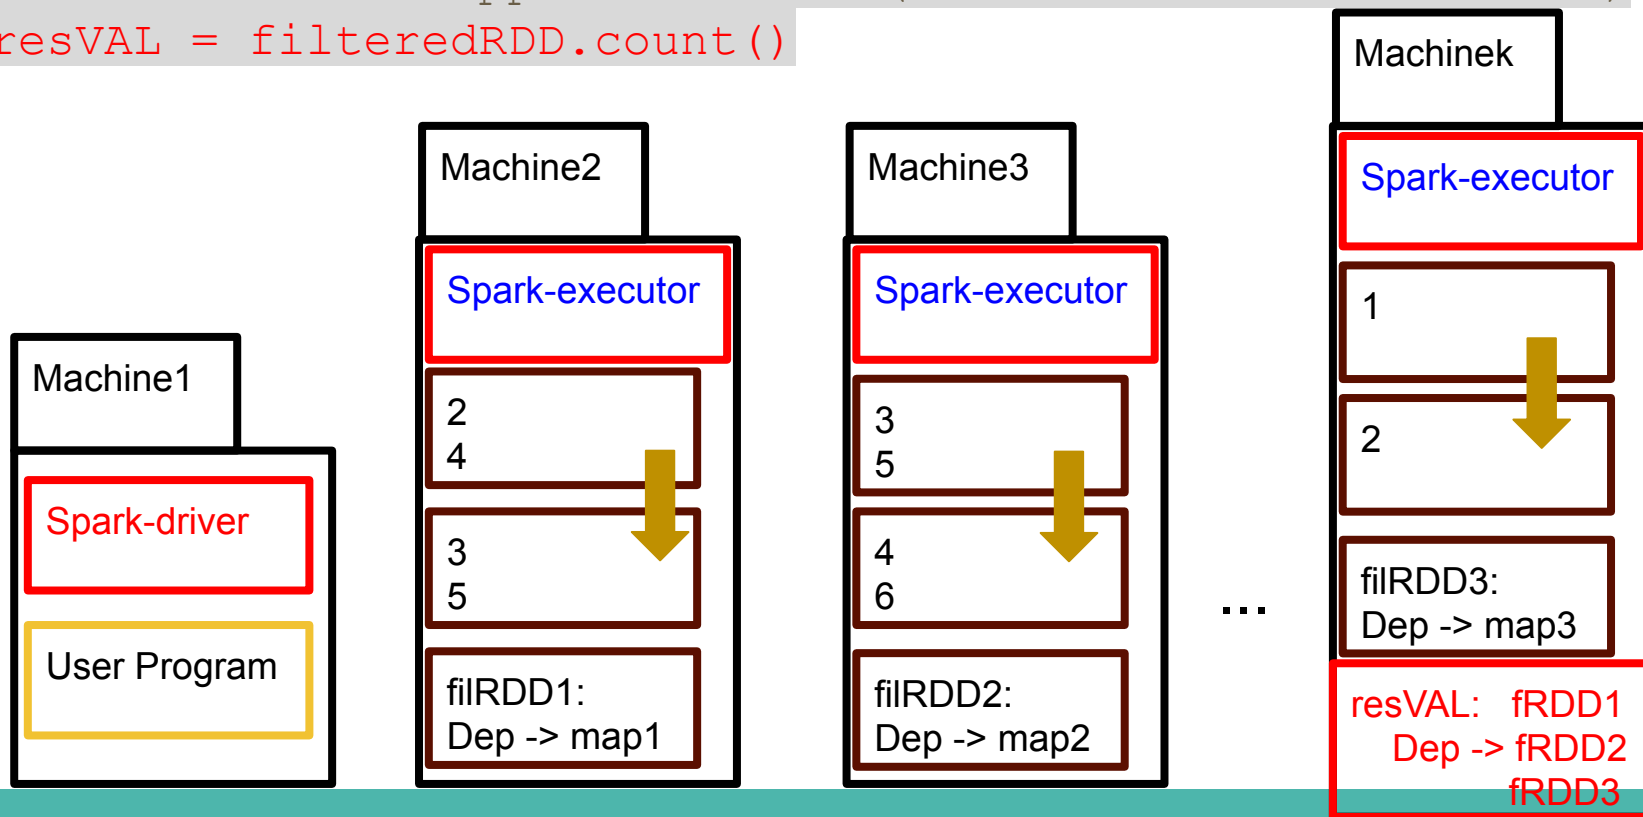 resVAL = filteredRDD.count()
Machine1
Spark-driver
User Program
Machine2
Spark-executor
2
4
3
5
filRDD1:
Dep -> map1
Machine3
Spark-executor
3
5
4
6
filRDD2:
Dep -> map2
...
Machinek
Spark-executor
1
2
filRDD3:
Dep -> map3
resVAL: fRDD1
Dep -> fRDD2
fRDD3